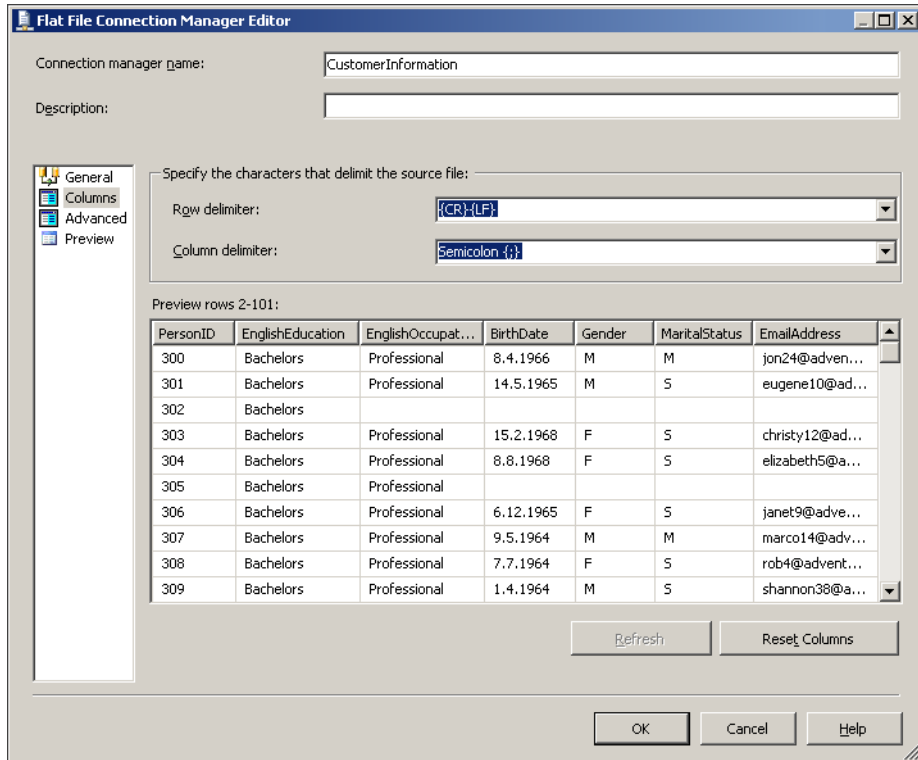 Flat File Connection Manager Editor
Connection manager name: CustomerInformation
Description:
General
Columns
Advanced
Preview
Specify the characters that delimit the source file:
Row delimiter: {CR}{LF}
Column delimiter: Semicolon {;}
Preview rows 2-101:
PersonID EnglishEducation EnglishOccupat... BirthDate Gender MaritalStatus EmailAddress
300 Bachelors Professional 8.4.1966 M M jon24@adven...
301 Bachelors Professional 14.5.1965 M S eugene10@ad...
302 Bachelors
303 Bachelors Professional 15.2.1968 F S christy12@ad...
304 Bachelors Professional 8.8.1968 F S elizabeth5@a...
305 Bachelors Professional
306 Bachelors Professional 6.12.1965 F S janet9@adve...
307 Bachelors Professional 9.5.1964 M M marco14@adv...
308 Bachelors Professional 7.7.1964 F S rob4@advent...
309 Bachelors Professional 1.4.1964 M S shannon38@a...
Refresh Reset Columns
OK Cancel Help